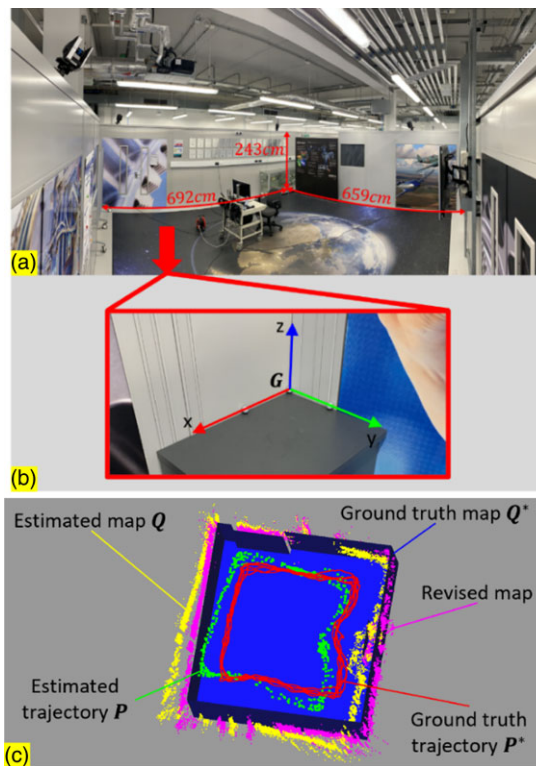 243cm
692cm
659cm
(a)
z
G
x
y
(b)
Estimated map Q
Ground truth map Q*
Revised map
Estimated
trajectory P
Ground truth
trajectory P*
(c)